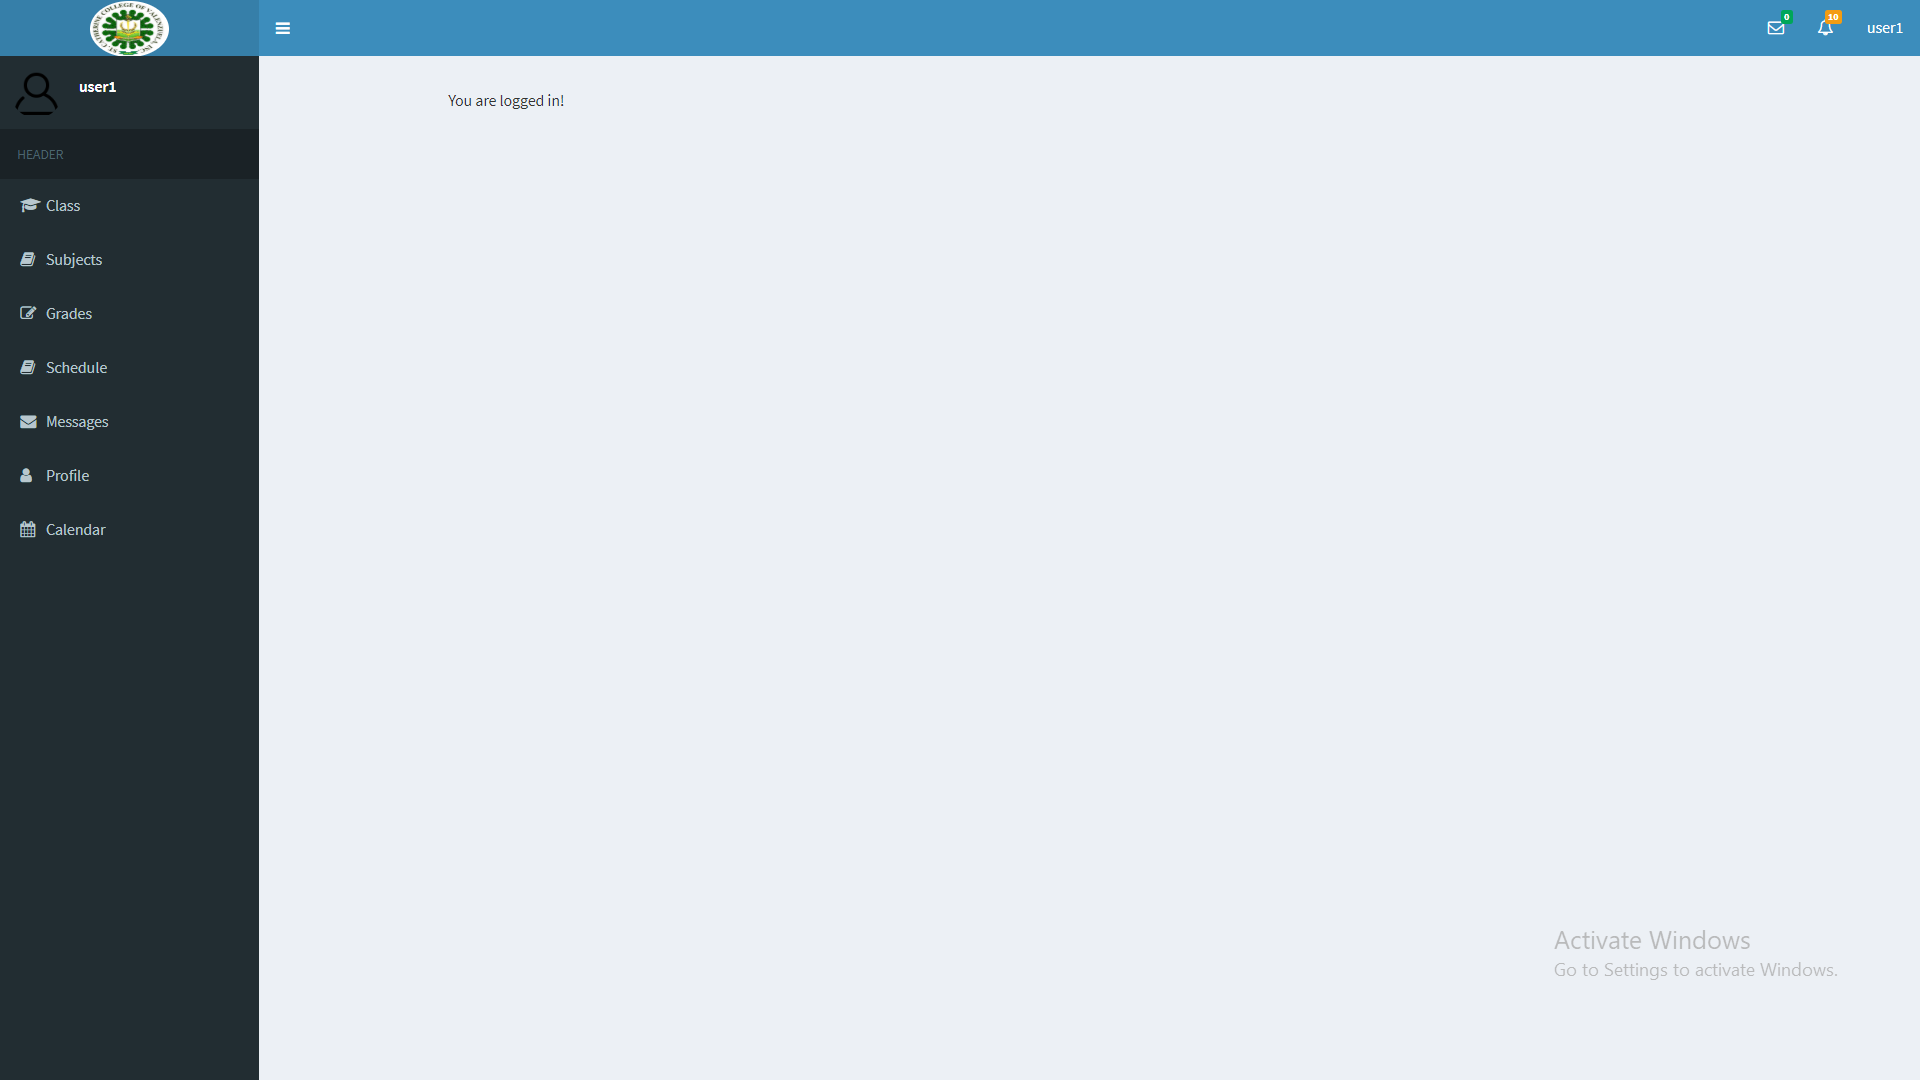 0
10
user1
user1
You are logged in!
HEADER
Class
Subjects
Grades
Schedule
Messages
Profile
Calendar
Activate Windows
Go to Settings to activate Windows.